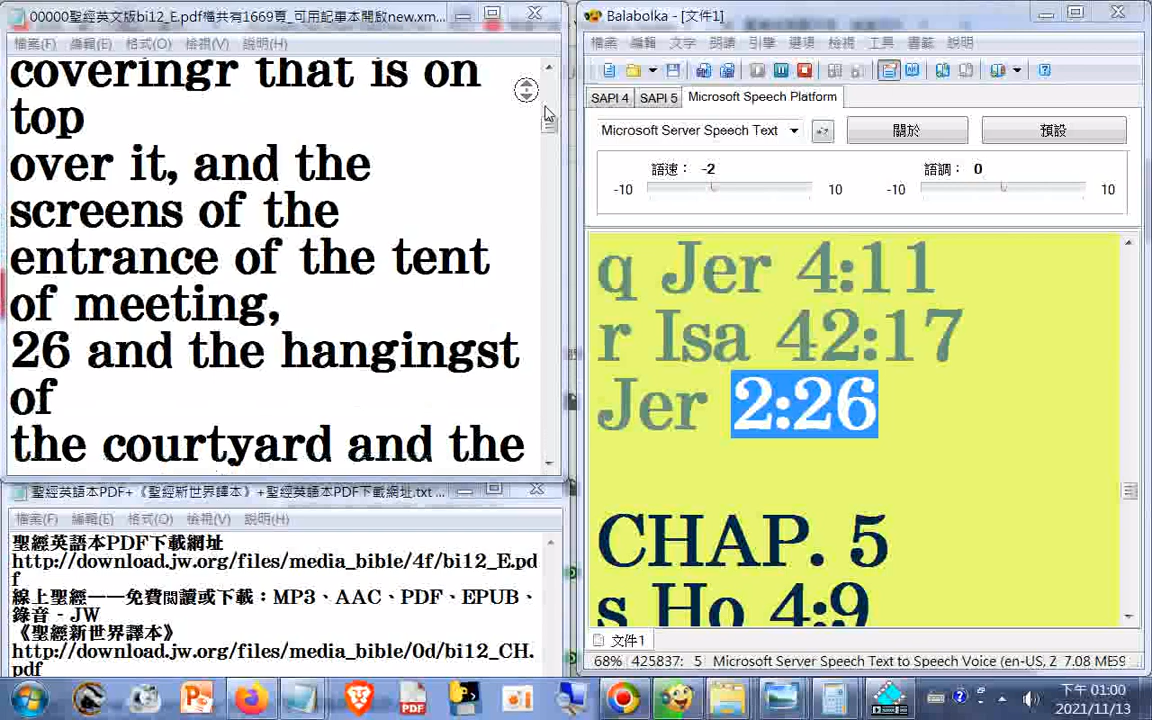 00000聖經英文版bi12_E.pdf檔共有1669頁_可用記事本開啟new.xm...
檔案(F) 編輯(E) 格式(O) 檢視(V) 說明(H)
coveringr that is on
top
over it, and the
screens of the
entrance of the tent
of meeting,
26 and the hangingst
of
the courtyard and the
聖經英語本PDF+《聖經新世界譯本》+聖經英語本PDF下載網址.txt ...
檔案(F) 編輯(E) 格式(O) 檢視(V) 說明(H)
聖經英語本PDF下載網址
http://download.jw.org/files/media_bible/4f/bi12_E.pd
f
線上聖經——免費閱讀或下載：MP3、AAC、PDF、EPUB、
錄音 - JW
《聖經新世界譯本》
http://download.jw.org/files/media_bible/0d/bi12_CH.
pdf
Balabolka - [文件1]
檔案 編輯 文字 朗讀 引擎 選項 檢視 工具 書籤 說明
SAPI 4 SAPI 5 Microsoft Speech Platform
Microsoft Server Speech Text
關於 預設
語速： -2 語調： 0
-10 10 -10 10
q Jer 4:11
r Isa 42:17
Jer 2:26
CHAP. 5
s Ho 4:9
文件1
68% 425837: 5 Microsoft Server Speech Text to Speech Voice (en-US, 2 7.08 МБ59
PDF
下午 01:00
2021/11/13